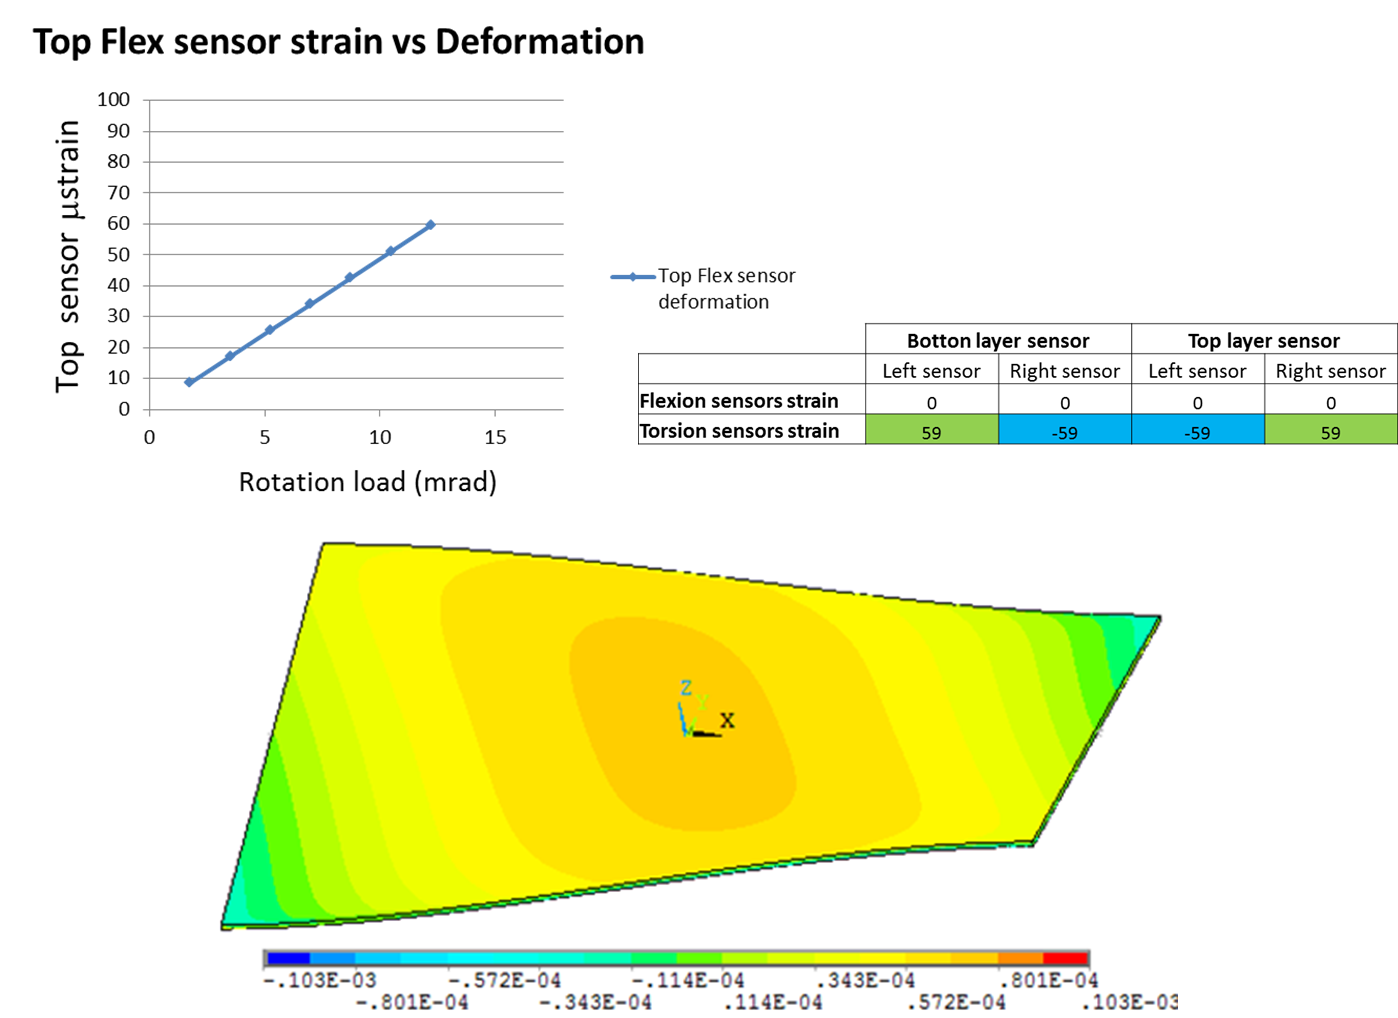 Top Flex sensor strain vs Deformation
100
90
80
70
60
50
40
30
20
10
0
Top sensor µstrain
0 5 10 15
Rotation load (mrad)
Top Flex sensor
deformation
Botton layer sensor Top layer sensor
Left sensor Right sensor Left sensor Right sensor
Flexion sensors strain 0 0 0 0
Torsion sensors strain 59 -59 -59 59
Z
Y
X
-.103E-03 -.572E-04 -.114E-04 .343E-04 .801E-04
-.801E-04 -.343E-04 .114E-04 .572E-04 .103E-03